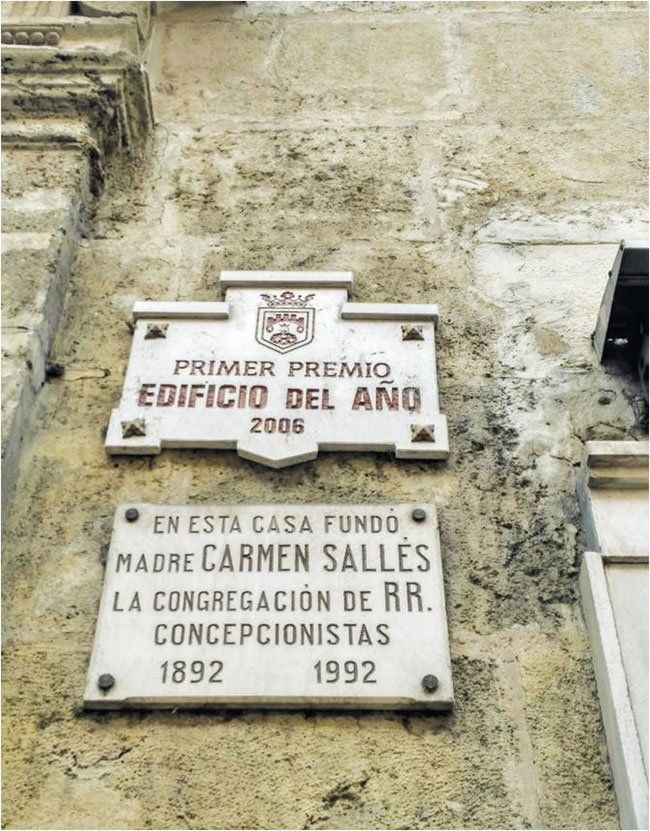 PRIMER PREMIO
EDIFICIO DEL AÑO
2006
EN ESTA CASA FUNDÓ
MADRE CARMEN SALLÉS
LA CONGREGACIÓN DE RR.
CONCEPCIONISTAS
1892 1992